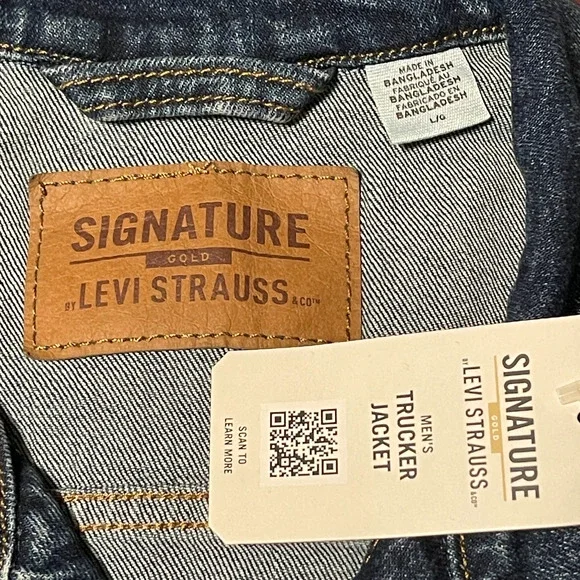 MADE IN
BANGLADESH
FABRIQUÉ AU
BANGLADESH
FABRICADO EN
BANGLADESH
L/G
SIGNATURE
GOLD
BY LEVI STRAUSS & CO™
SIGNATURE
GOLD
BY LEVI STRAUSS & CO™
MEN'S
TRUCKER
JACKET
SCAN TO
LEARN MORE